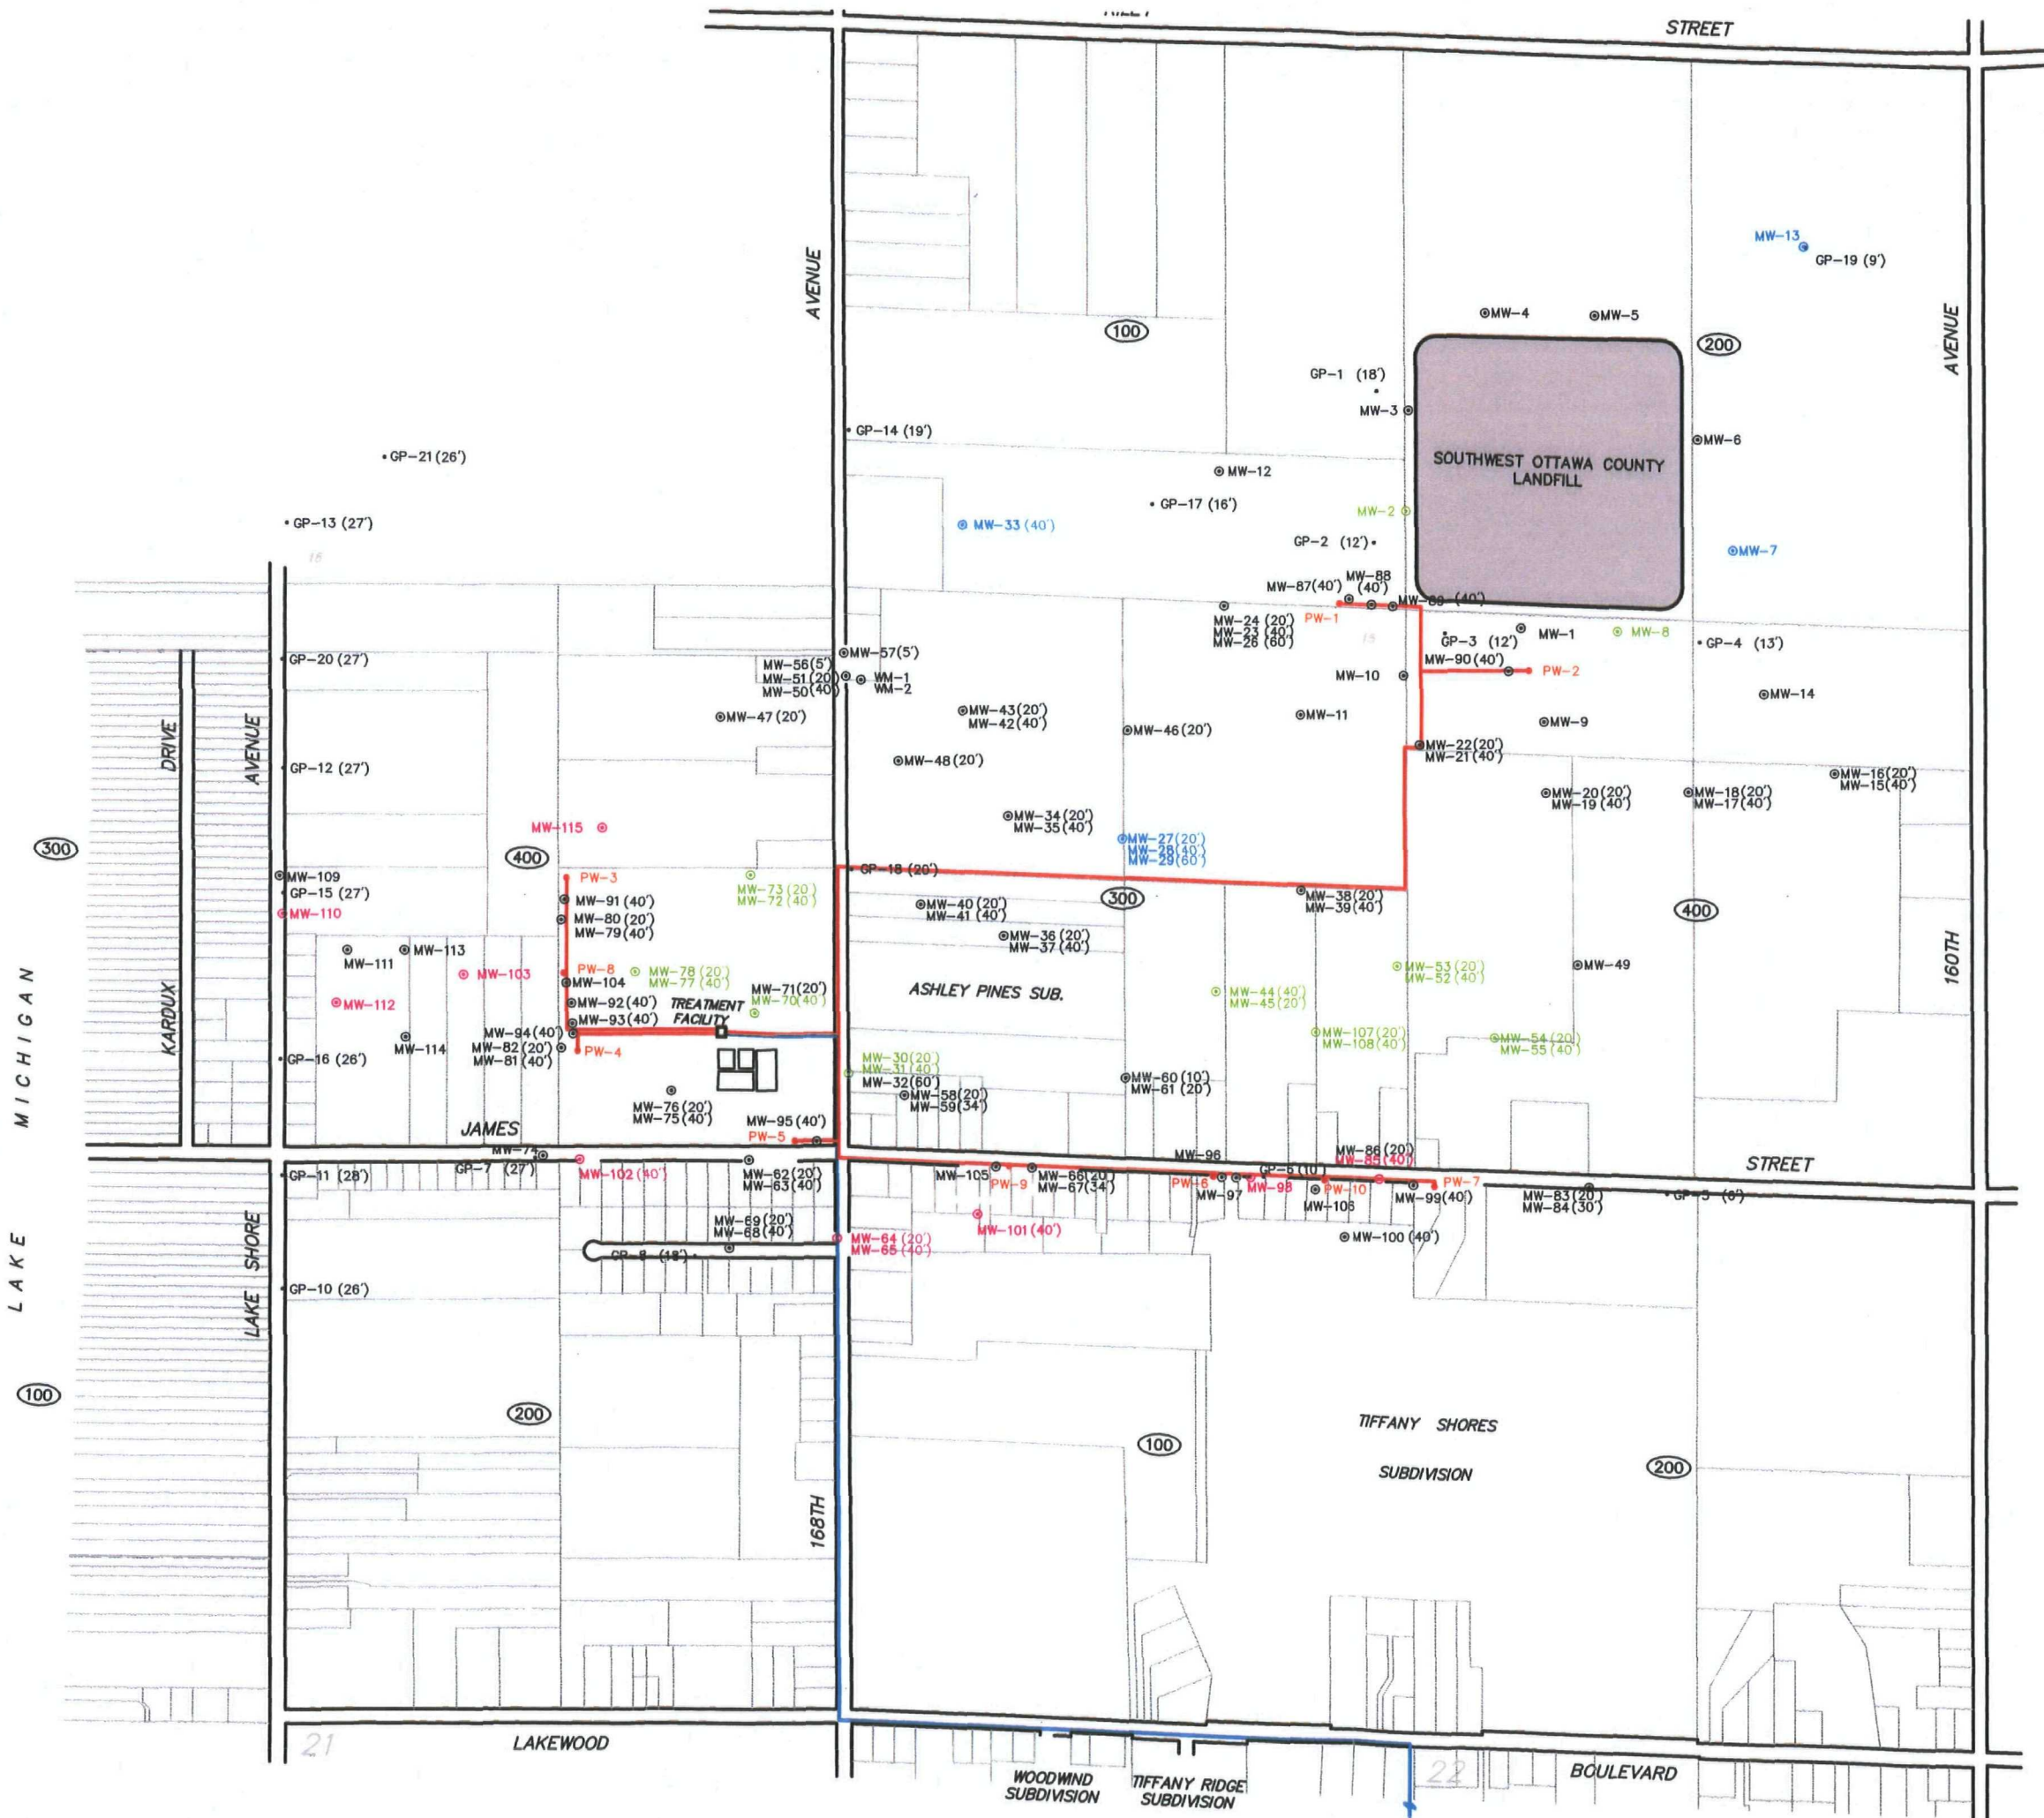 STREET
MW-13
GP-19 (9')
AVENUE
AVENUE
100
MW-4
MW-5
200
GP-1 (18')
MW-3
GP-14 (19')
MW-6
SOUTHWEST OTTAWA COUNTY
LANDFILL
GP-21 (26')
MW-12
GP-17 (16')
MW-2
GP-13 (27')
MW-33 (40')
GP-2 (12')
MW-7
18
MW-87(40')
MW-88
(40')
MW-89 (40')
PW-1
MW-24 (20')
MW-23 (40')
MW-26 (60')
15
GP-3 (12')
MW-1
MW-8
GP-4 (13')
GP-20 (27')
MW-57(5')
MW-56(5')
MW-51(20')
MW-50(40')
WM-1
WM-2
MW-10
MW-90(40')
PW-2
MW-14
MW-47 (20')
MW-43(20')
MW-42(40')
MW-46(20')
MW-11
MW-9
DRIVE
AVENUE
GP-12 (27')
MW-48(20')
MW-22(20')
MW-21(40')
MW-20(20')
MW-19(40')
MW-18(20')
MW-17(40')
MW-16(20')
MW-15(40')
MW-34(20')
MW-35(40')
MW-115
MW-27(20')
MW-28(40')
MW-29(60')
300
400
MW-109
GP-15 (27')
MW-110
PW-3
MW-91(40')
MW-80(20')
MW-79(40')
MW-73(20)
MW-72(40)
GP-18 (20')
MW-40(20')
MW-41 (40')
300
MW-38(20')
MW-39(40')
400
MW-36(20')
MW-37(40')
MW-111
MW-113
MW-103
MW-112
MW-114
PW-8
MW-104
MW-78(20')
MW-77(40')
MW-92(40')
MW-93(40')
MW-94(40')
MW-82(20')
MW-81(40')
PW-4
TREATMENT
FACILITY
MW-71(20')
MW-70(40')
ASHLEY PINES SUB.
MW-44(40')
MW-45(20')
MW-53(20')
MW-52(40')
MW-49
160TH
MW-107(20')
MW-108(40')
MW-54(20')
MW-55(40')
LAKE MICHIGAN
KARDUX
GP-16 (26')
MW-30(20)
MW-31(40')
MW-32(60')
MW-58(20')
MW-59(34')
MW-60(10')
MW-61 (20')
MW-76(20')
MW-75(40')
MW-95(40')
PW-5
JAMES
MW-74
GP-7 (27')
MW-102(40')
MW-62(20')
MW-63(40')
GP-11 (28')
MW-105
PW-9
MW-66(20
MW-67(34')
MW-96
PW-6
MW-97
GP-6(10')
MW-98
MW-86(20')
MW-85(40')
PW-10
MW-106
PW-7
MW-99(40')
MW-83(20
MW-84(30')
GP-5 (6')
STREET
MW-69(20')
MW-68(40')
GP-8 (18')
MW-64 (20')
MW-65 (40')
MW-101(40')
MW-100 (40')
LAKE SHORE
GP-10 (26')
100
200
168TH
100
TIFFANY SHORES
SUBDIVISION
200
21
LAKEWOOD
WOODWIND
SUBDIVISION
TIFFANY RIDGE
SUBDIVISION
22
BOULEVARD